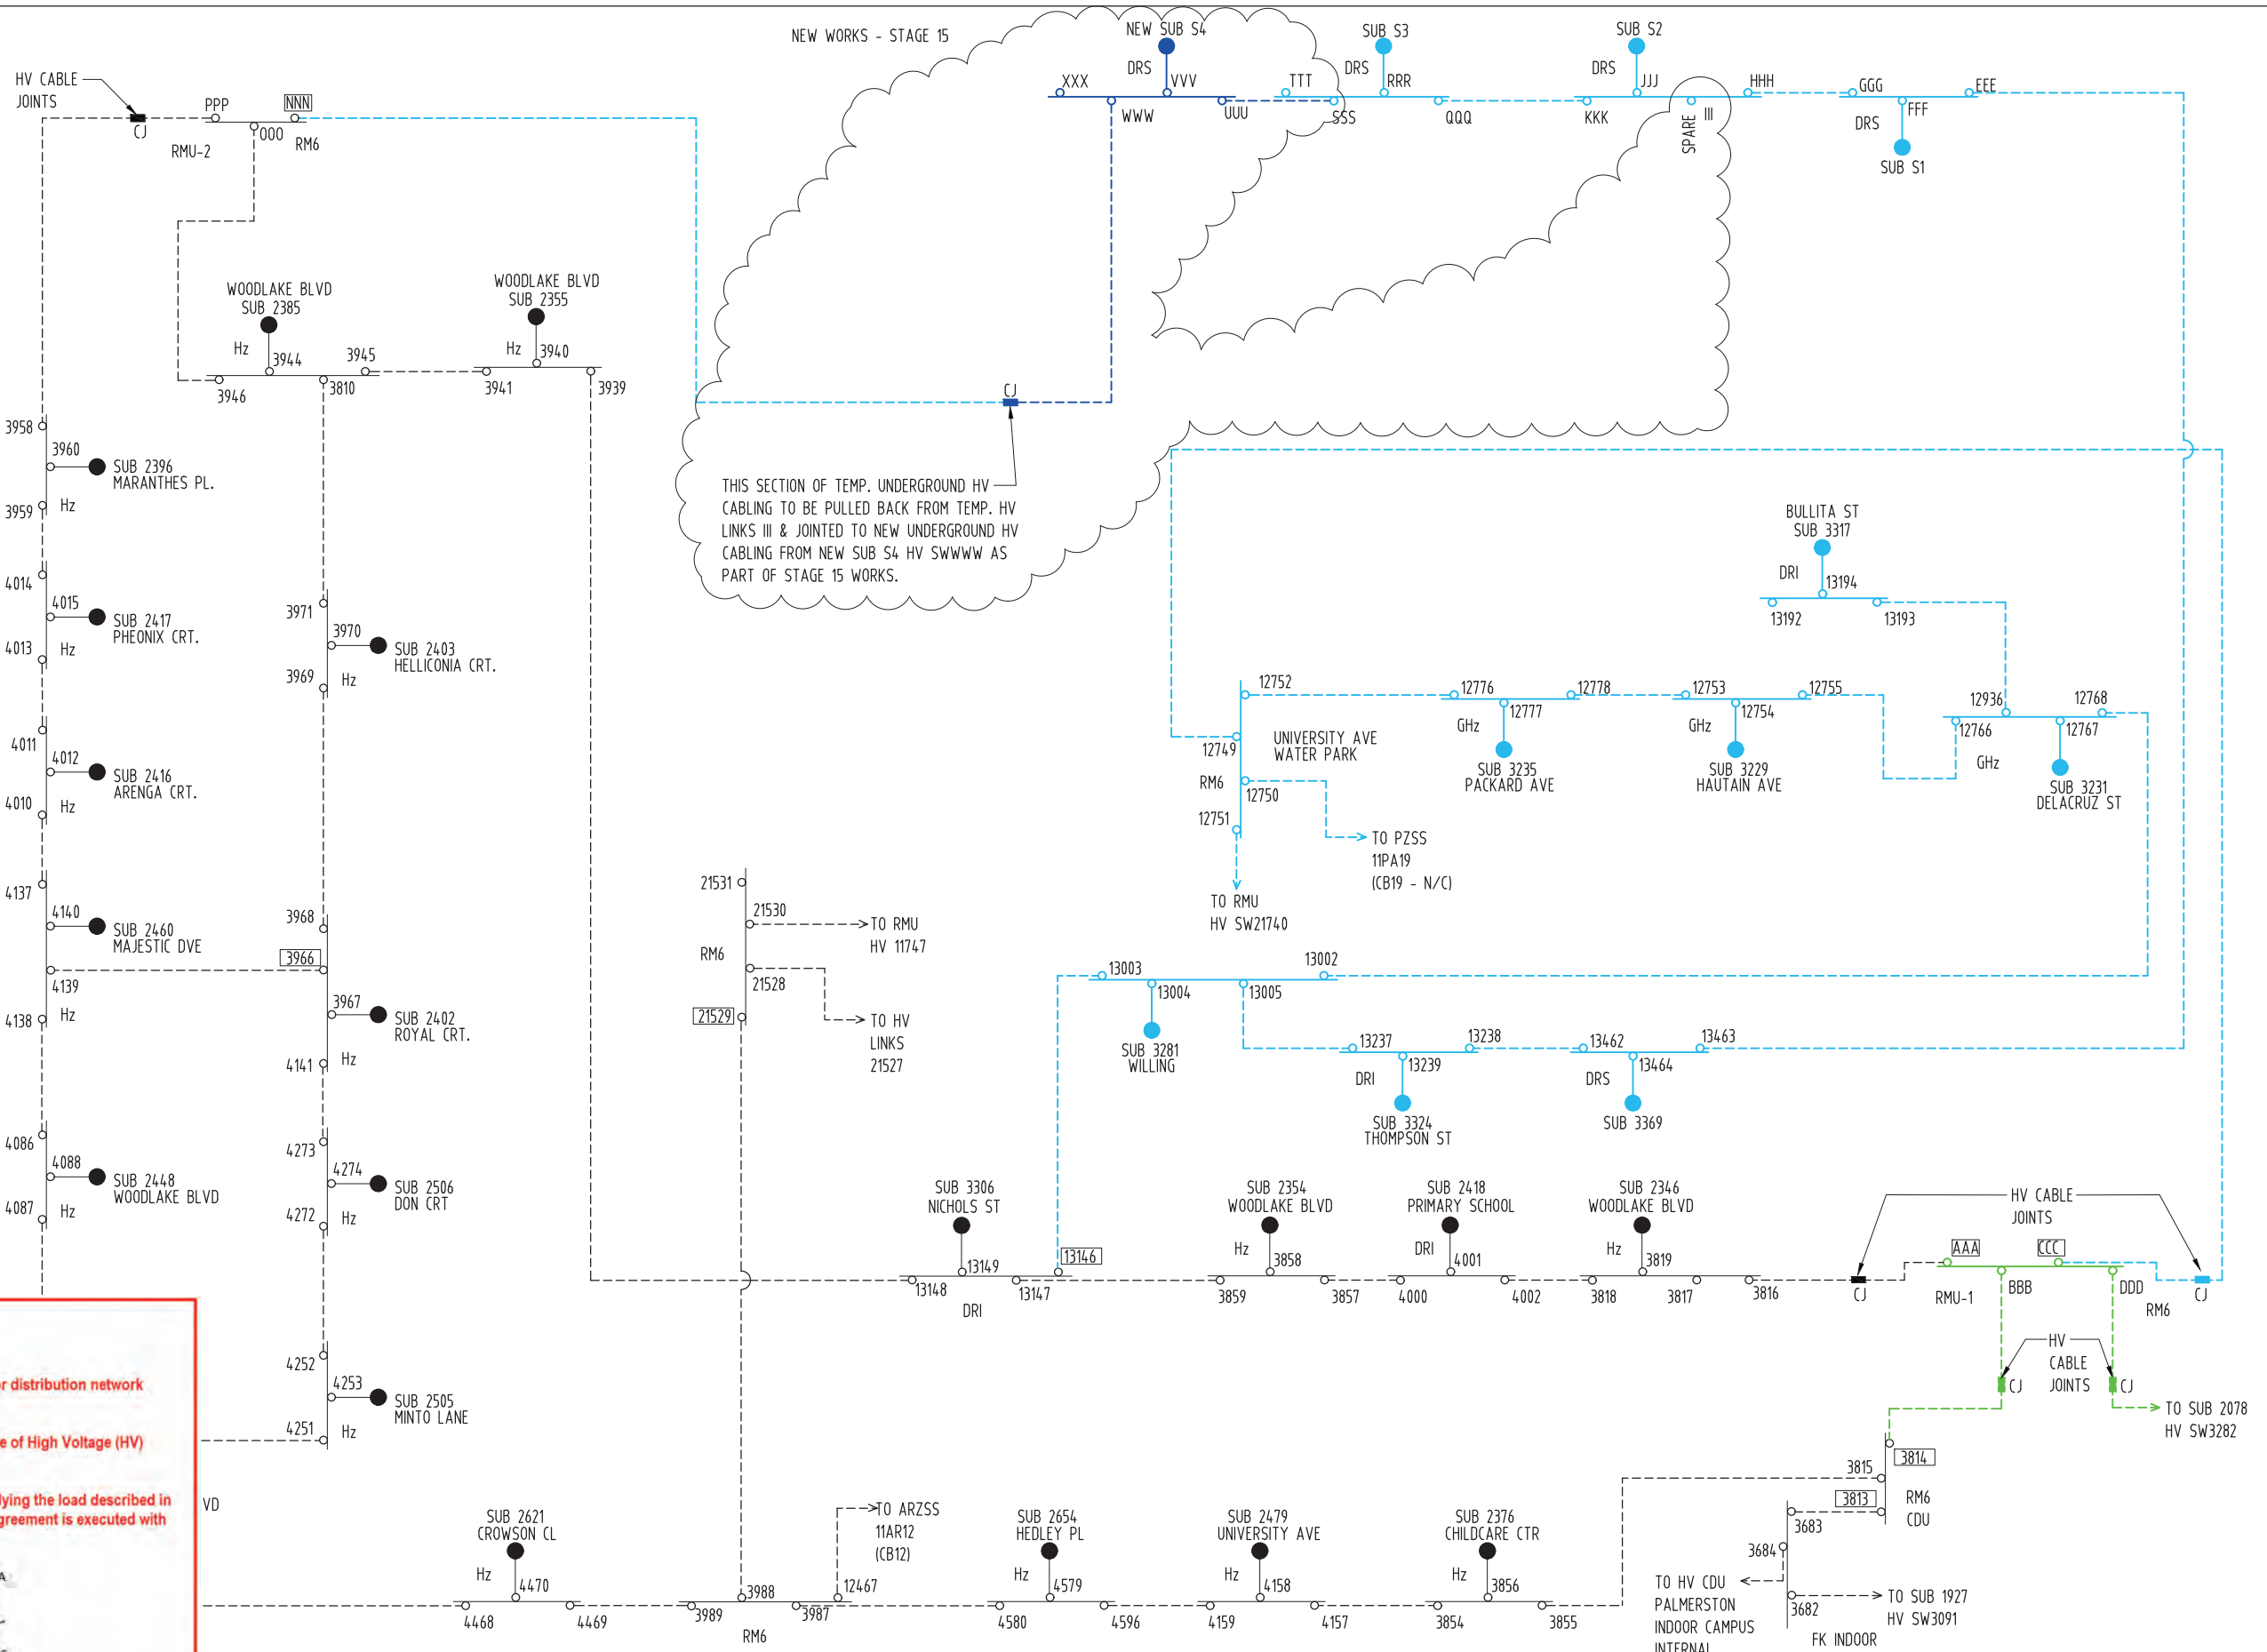 NEW WORKS - STAGE 15
NEW SUB S4
DRS
XXX
VVV
WWW
UUU
SUB S3
DRS
TTT
RRR
SSS
QQQ
SUB S2
DRS
JJJ
KKK
SPARE
III
HHH
GGG
EEE
FFF
DRS
SUB S1
HV CABLE
JOINTS
CJ
PPP
NNN
OOO
RMU-2
RM6
WOODLAKE BLVD
SUB 2385
Hz
3944
3945
3946
3810
WOODLAKE BLVD
SUB 2355
Hz
3940
3941
3939
CJ
THIS SECTION OF TEMP. UNDERGROUND HV
CABLING TO BE PULLED BACK FROM TEMP. HV
LINKS III & JOINTED TO NEW UNDERGROUND HV
CABLING FROM NEW SUB S4 HV SWWWW AS
PART OF STAGE 15 WORKS.
3958
3960
SUB 2396
MARANTHES PL.
3959
Hz
4014
4015
SUB 2417
PHEONIX CRT.
4013
Hz
4011
4012
SUB 2416
ARENGA CRT.
4010
Hz
4137
4140
SUB 2460
MAJESTIC DVE
4139
4138
Hz
4086
4088
SUB 2448
WOODLAKE BLVD
4087
Hz
3971
3970
SUB 2403
HELLICONIA CRT.
3969
Hz
3968
3966
3967
SUB 2402
ROYAL CRT.
4141
Hz
4273
4274
SUB 2506
DON CRT
4272
Hz
4252
4253
SUB 2505
MINTO LANE
4251
Hz
BULLITA ST
SUB 3317
DRI
13194
13192
13193
12752
12749
UNIVERSITY AVE
WATER PARK
RM6
12750
12751
TO PZSS
11PA19
(CB19 - N/C)
TO RMU
HV SW21740
12776
12778
12777
GHz
SUB 3235
PACKARD AVE
12753
12755
12754
GHz
SUB 3229
HAUTAIN AVE
12936
12768
12766
12767
GHz
SUB 3231
DELACRUZ ST
21531
21530
TO RMU
HV 11747
RM6
21528
21529
TO HV
LINKS
21527
13003
13002
13004
13005
SUB 3281
WILLING
13237
13238
13239
DRI
SUB 3324
THOMPSON ST
13462
13463
13464
DRS
SUB 3369
SUB 3306
NICHOLS ST
13149
13146
13148
13147
DRI
SUB 2354
WOODLAKE BLVD
Hz
3858
3859
3857
SUB 2418
PRIMARY SCHOOL
DRI
4001
4000
4002
SUB 2346
WOODLAKE BLVD
Hz
3819
3818
3817
3816
HV CABLE
JOINTS
CJ
AAA
CCC
RMU-1
BBB
DDD
RM6
CJ
HV
CABLE
JOINTS
CJ
CJ
TO SUB 2078
HV SW3282
3814
3815
3813
RM6
CDU
3683
3684
3682
TO HV CDU
PALMERSTON
INDOOR CAMPUS
INTERNAL
TO SUB 1927
HV SW3091
FK INDOOR
or distribution network
e of High Voltage (HV)
lying the load described in
greement is executed with
VD
SUB 2621
CROWSON CL
Hz
4470
4468
4469
3988
3989
3987
RM6
12467
TO ARZSS
11AR12
(CB12)
SUB 2654
HEDLEY PL
Hz
4579
4580
4596
SUB 2479
UNIVERSITY AVE
Hz
4158
4159
4157
SUB 2376
CHILDCARE CTR
Hz
3856
3854
3855